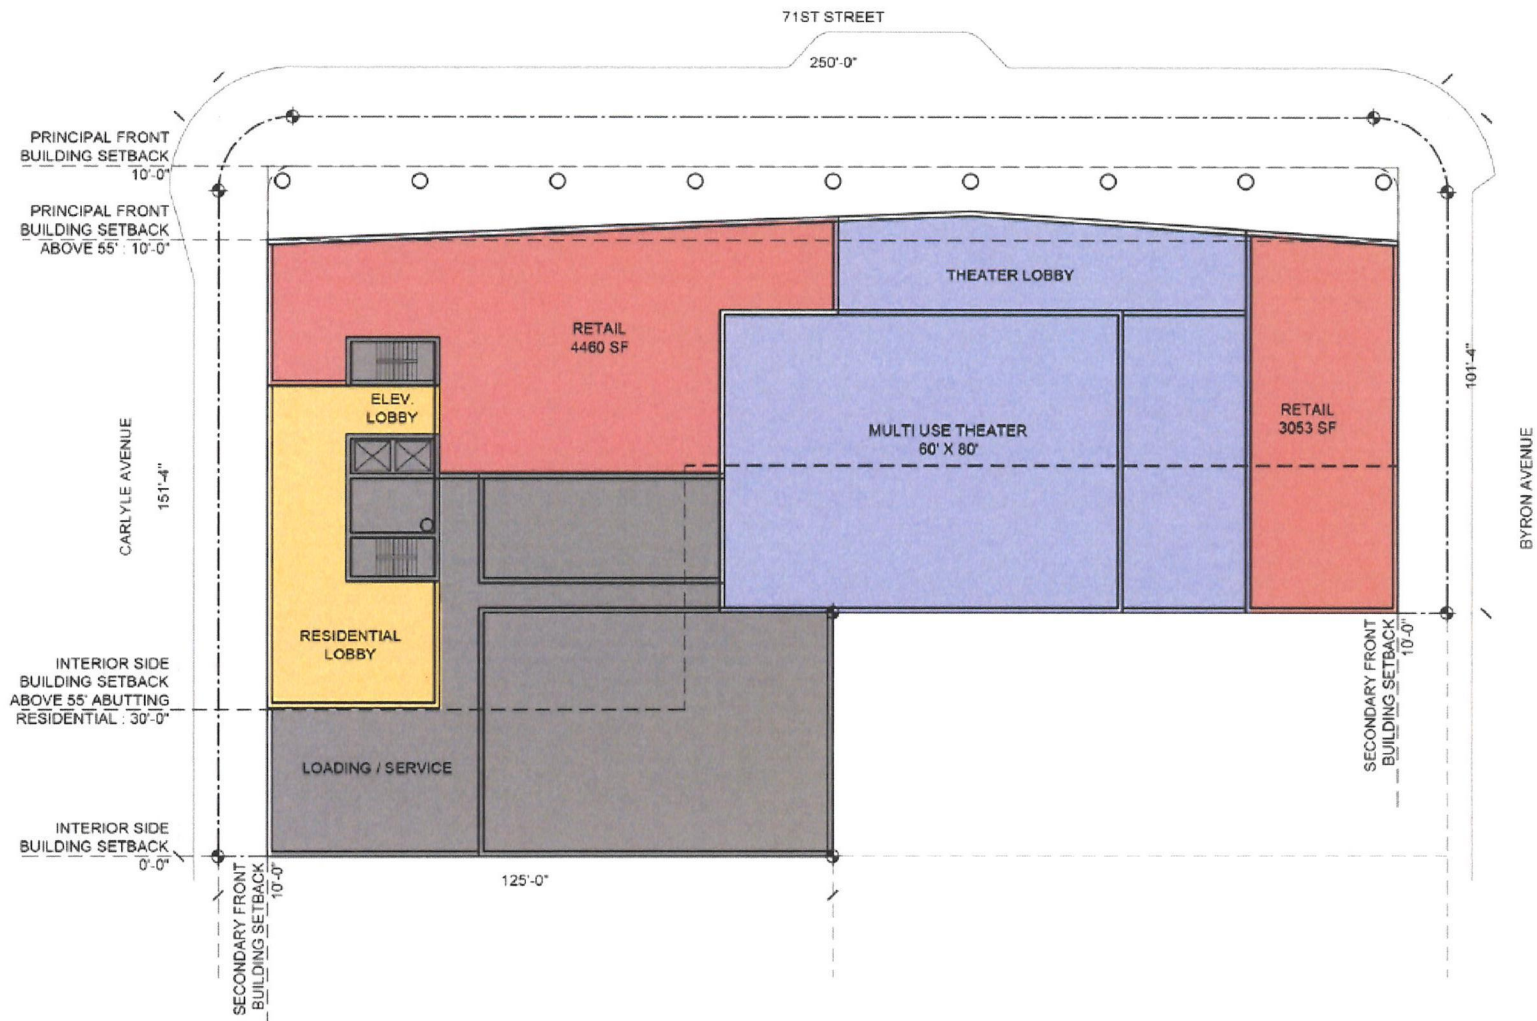 71ST STREET
250'-0"
PRINCIPAL FRONT
BUILDING SETBACK
10'-0"
PRINCIPAL FRONT
BUILDING SETBACK
ABOVE 55' : 10'-0"
THEATER LOBBY
RETAIL
4460 SF
ELEV.
LOBBY
MULTI USE THEATER
60' X 80'
RETAIL
3053 SF
101'-4"
BYRON AVENUE
CARLYLE AVENUE
151'-4"
RESIDENTIAL
LOBBY
INTERIOR SIDE
BUILDING SETBACK
ABOVE 55' ABUTTING
RESIDENTIAL : 30'-0"
SECONDARY FRONT
BUILDING SETBACK
10'-0"
LOADING / SERVICE
INTERIOR SIDE
BUILDING SETBACK
0'-0"
125'-0"
SECONDARY FRONT
BUILDING SETBACK
10'-0"